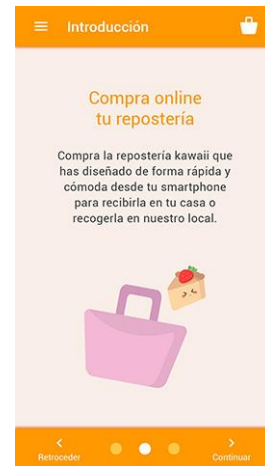 Introducción
Compra online
tu repostería
Compra la repostería kawaii que
has diseñado de forma rápida y
cómoda desde tu smartphone
para recibirla en tu casa o
recogerla en nuestro local.
Retroceder
Continuar